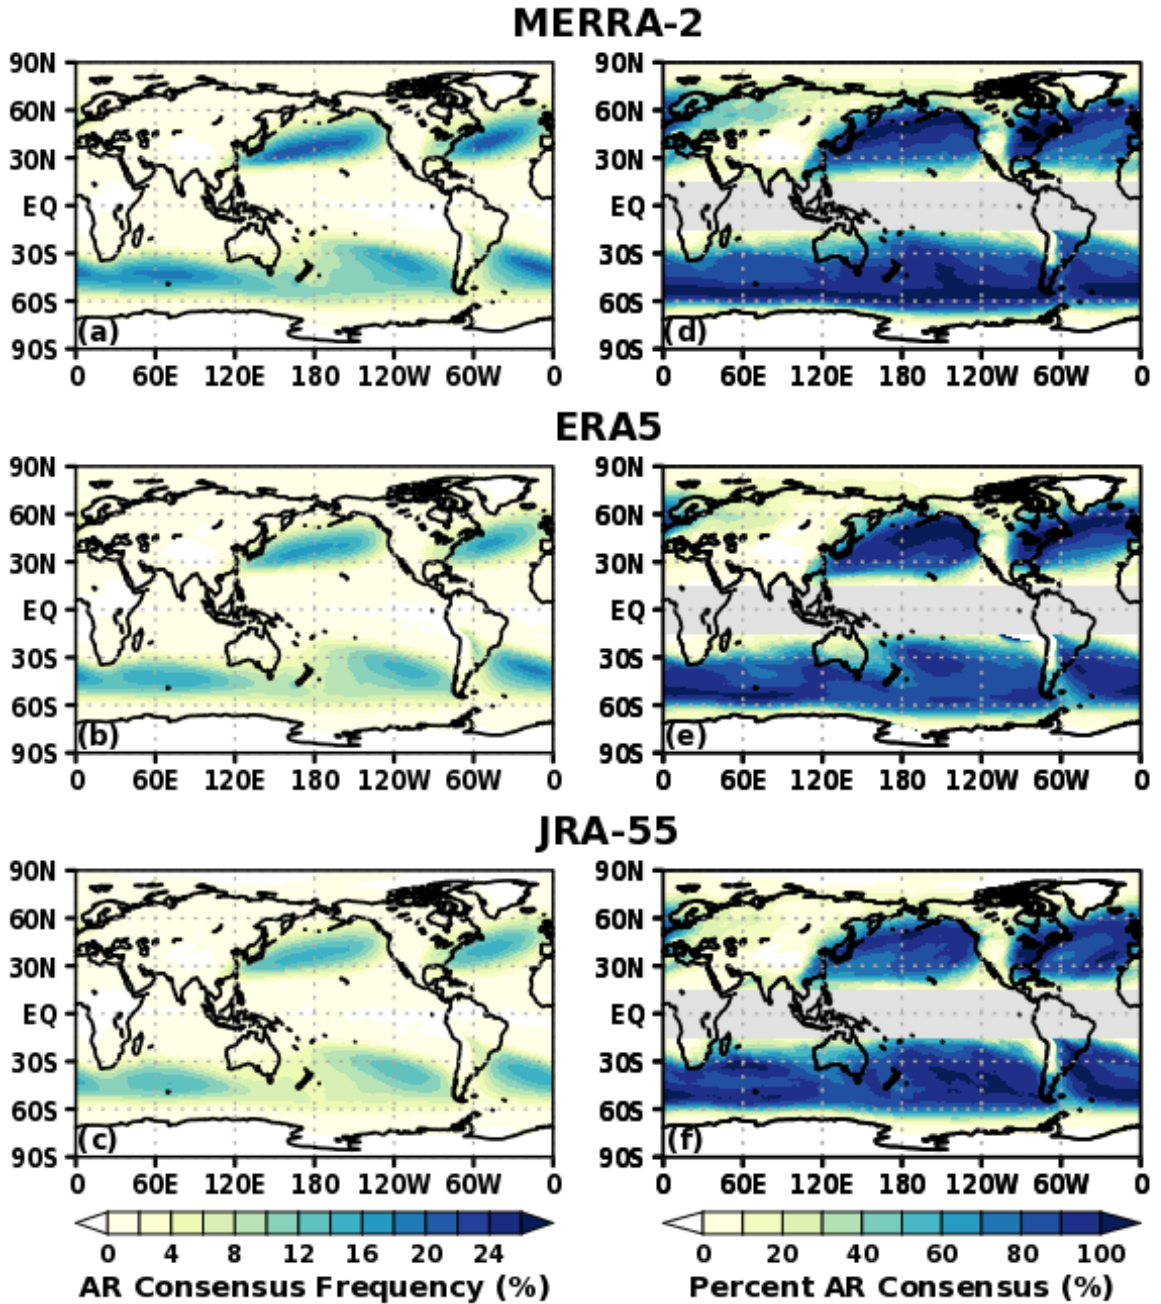 MERRA-2
90N 60N 30N EQ 30S 60S 90S
(a)
0 60E 120E 180 120W 60W 0
90N 60N 30N EQ 30S 60S 90S
(d)
0 60E 120E 180 120W 60W 0
ERA5
90N 60N 30N EQ 30S 60S 90S
(b)
0 60E 120E 180 120W 60W 0
90N 60N 30N EQ 30S 60S 90S
(e)
0 60E 120E 180 120W 60W 0
JRA-55
90N 60N 30N EQ 30S 60S 90S
(c)
0 60E 120E 180 120W 60W 0
90N 60N 30N EQ 30S 60S 90S
(f)
0 60E 120E 180 120W 60W 0
0 4 8 12 16 20 24
AR Consensus Frequency (%)
0 20 40 60 80 100
Percent AR Consensus (%)